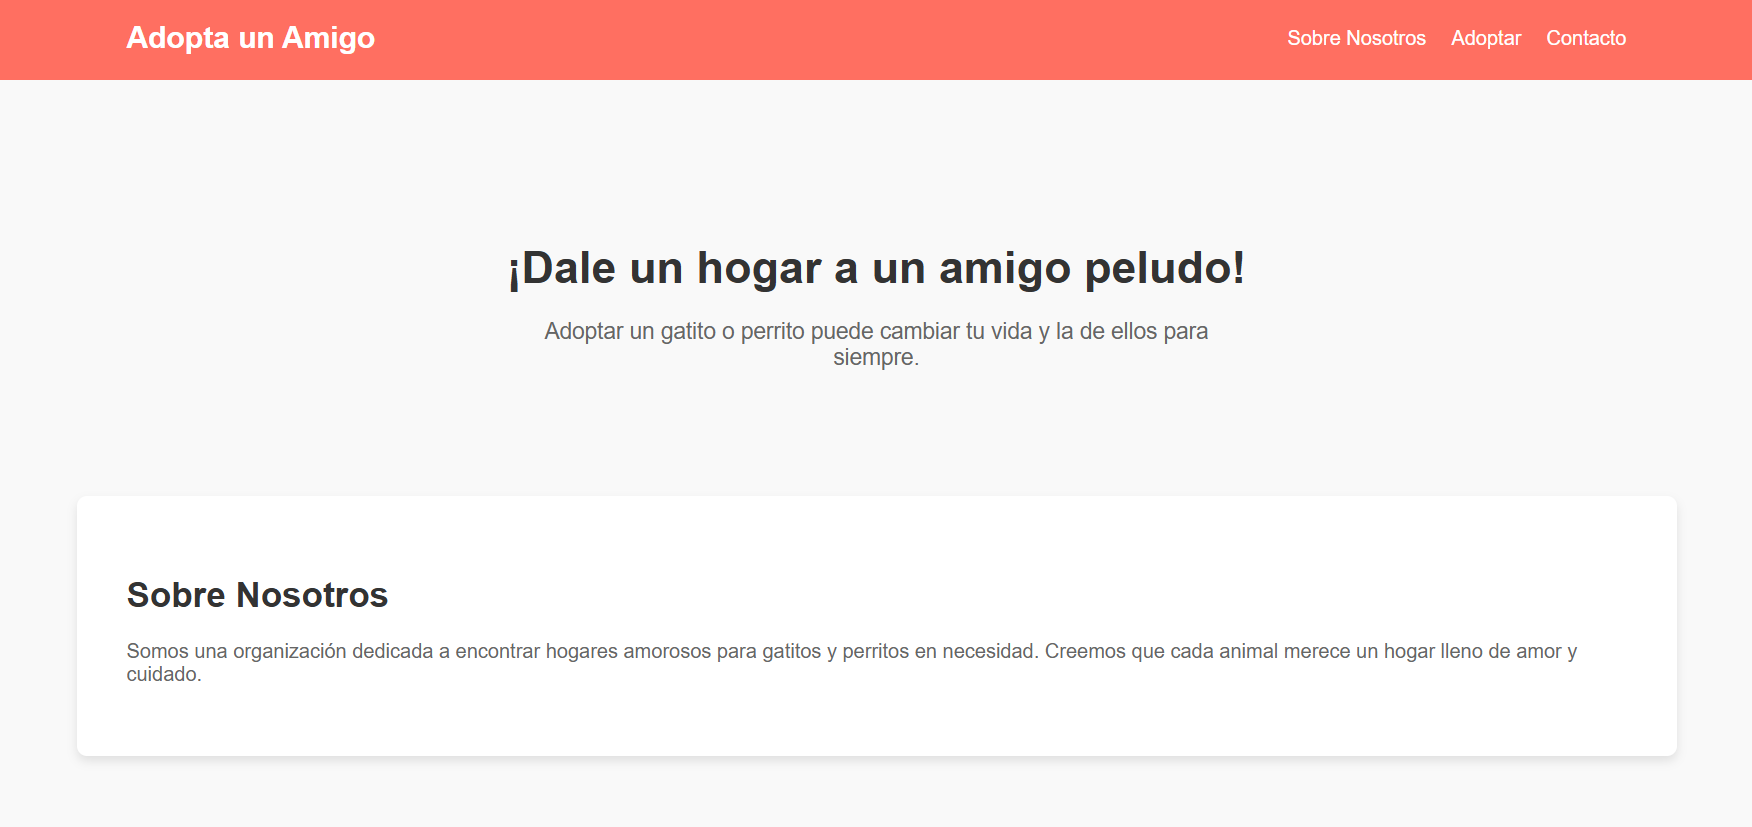 Adopta un Amigo
Sobre Nosotros Adoptar Contacto
¡Dale un hogar a un amigo peludo!
Adoptar un gatito o perrito puede cambiar tu vida y la de ellos para
siempre.
Sobre Nosotros
Somos una organización dedicada a encontrar hogares amorosos para gatitos y perritos en necesidad. Creemos que cada animal merece un hogar lleno de amor y
cuidado.